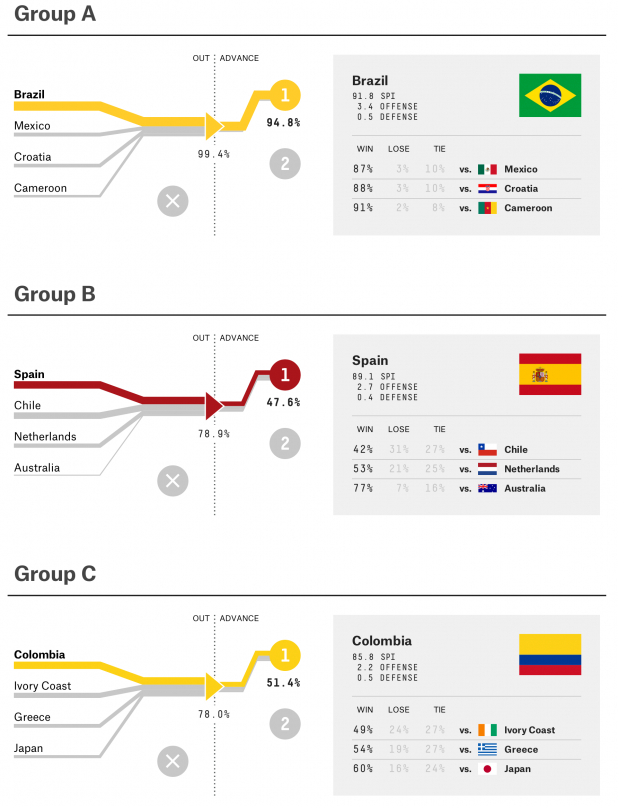 Group A
OUT ADVANCE
Brazil
Mexico
Croatia
Cameroon
1
94.8%
99.4%
2
Brazil
91.8 SPI
3.4 OFFENSE
0.5 DEFENSE
WIN LOSE TIE
87% 3% 10% vs. Mexico
88% 3% 10% vs. Croatia
91% 2% 8% vs. Cameroon
Group B
OUT ADVANCE
Spain
Chile
Netherlands
Australia
1
47.6%
78.9%
2
Spain
89.1 SPI
2.7 OFFENSE
0.4 DEFENSE
WIN LOSE TIE
42% 31% 27% vs. Chile
53% 21% 25% vs. Netherlands
77% 7% 16% vs. Australia
Group C
OUT ADVANCE
Colombia
Ivory Coast
Greece
Japan
1
51.4%
78.0%
2
Colombia
85.8 SPI
2.2 OFFENSE
0.5 DEFENSE
WIN LOSE TIE
49% 24% 27% vs. Ivory Coast
54% 19% 27% vs. Greece
60% 16% 24% vs. Japan